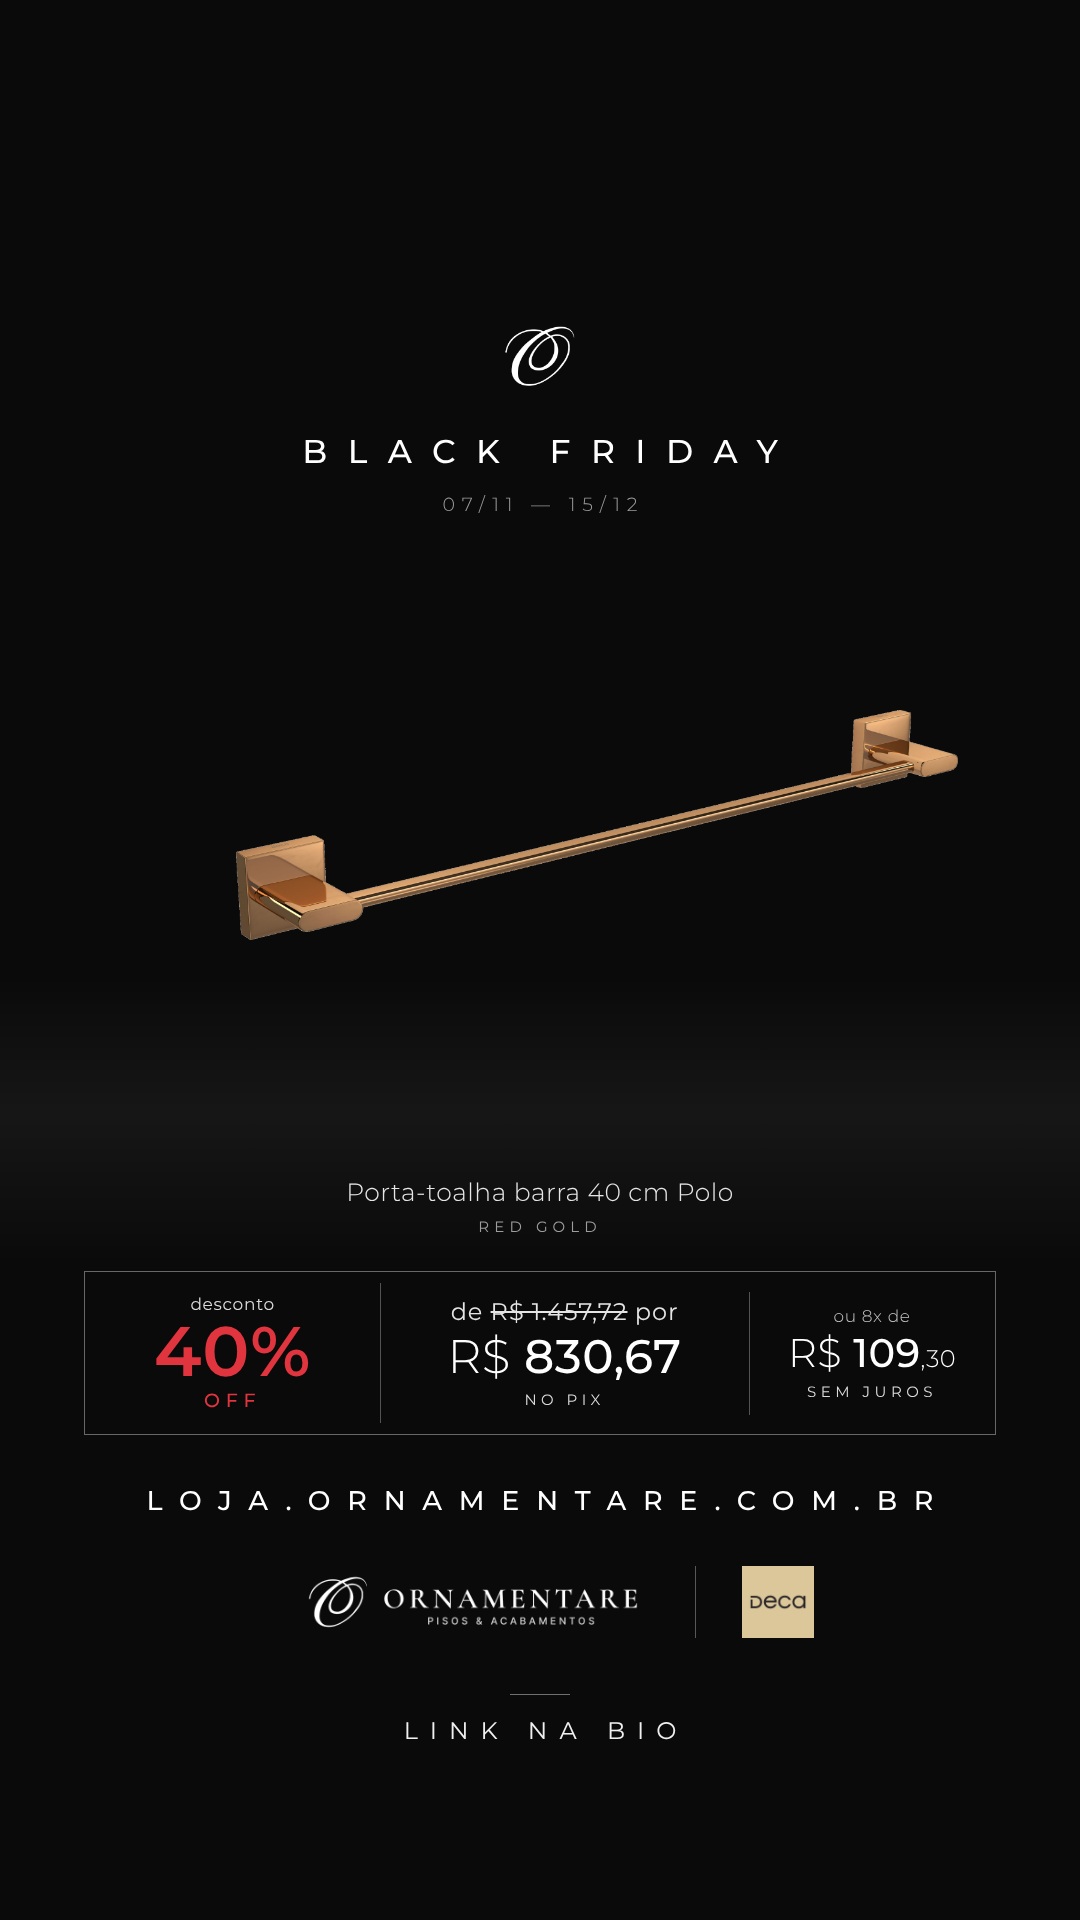 BLACK FRIDAY
07/11 — 15/12
Porta-toalha barra 40 cm Polo
RED GOLD
desconto
40%
OFF
de R$ 1.457,72 por
R$ 830,67
NO PIX
ou 8x de
R$ 109,30
SEM JUROS
LOJA.ORNAMENTARE.COM.BR
ORNAMENTARE
PISOS & ACABAMENTOS
Deca
LINK NA BIO